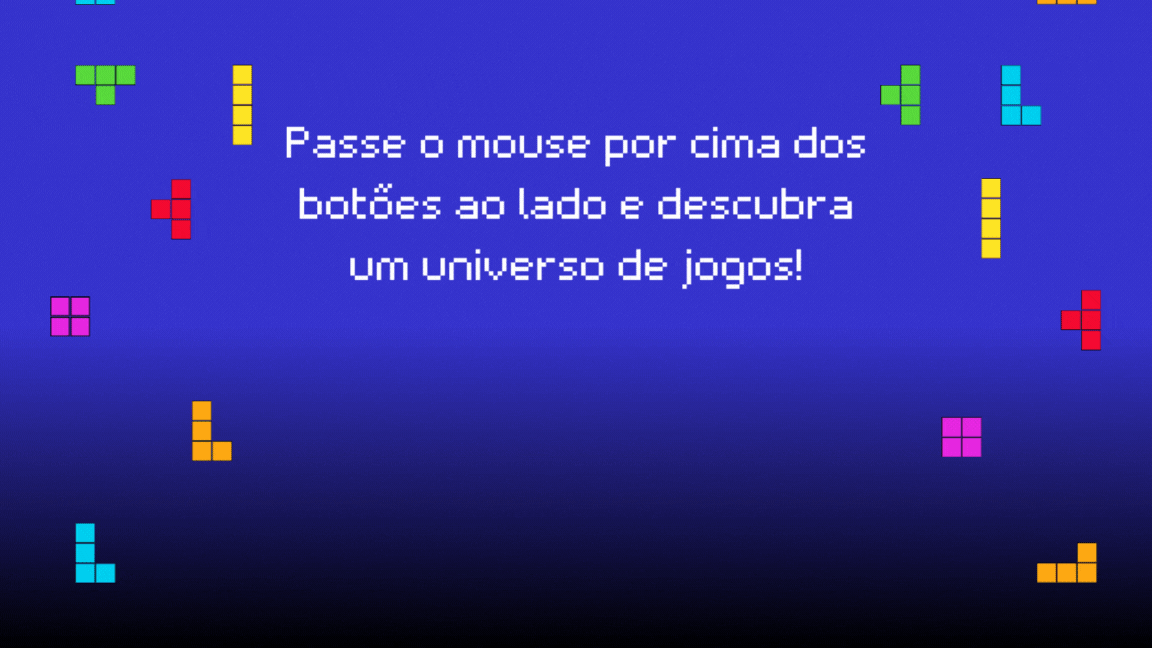 Passe o mouse por cima dos
botões ao lado e descubra
um universo de jogos!